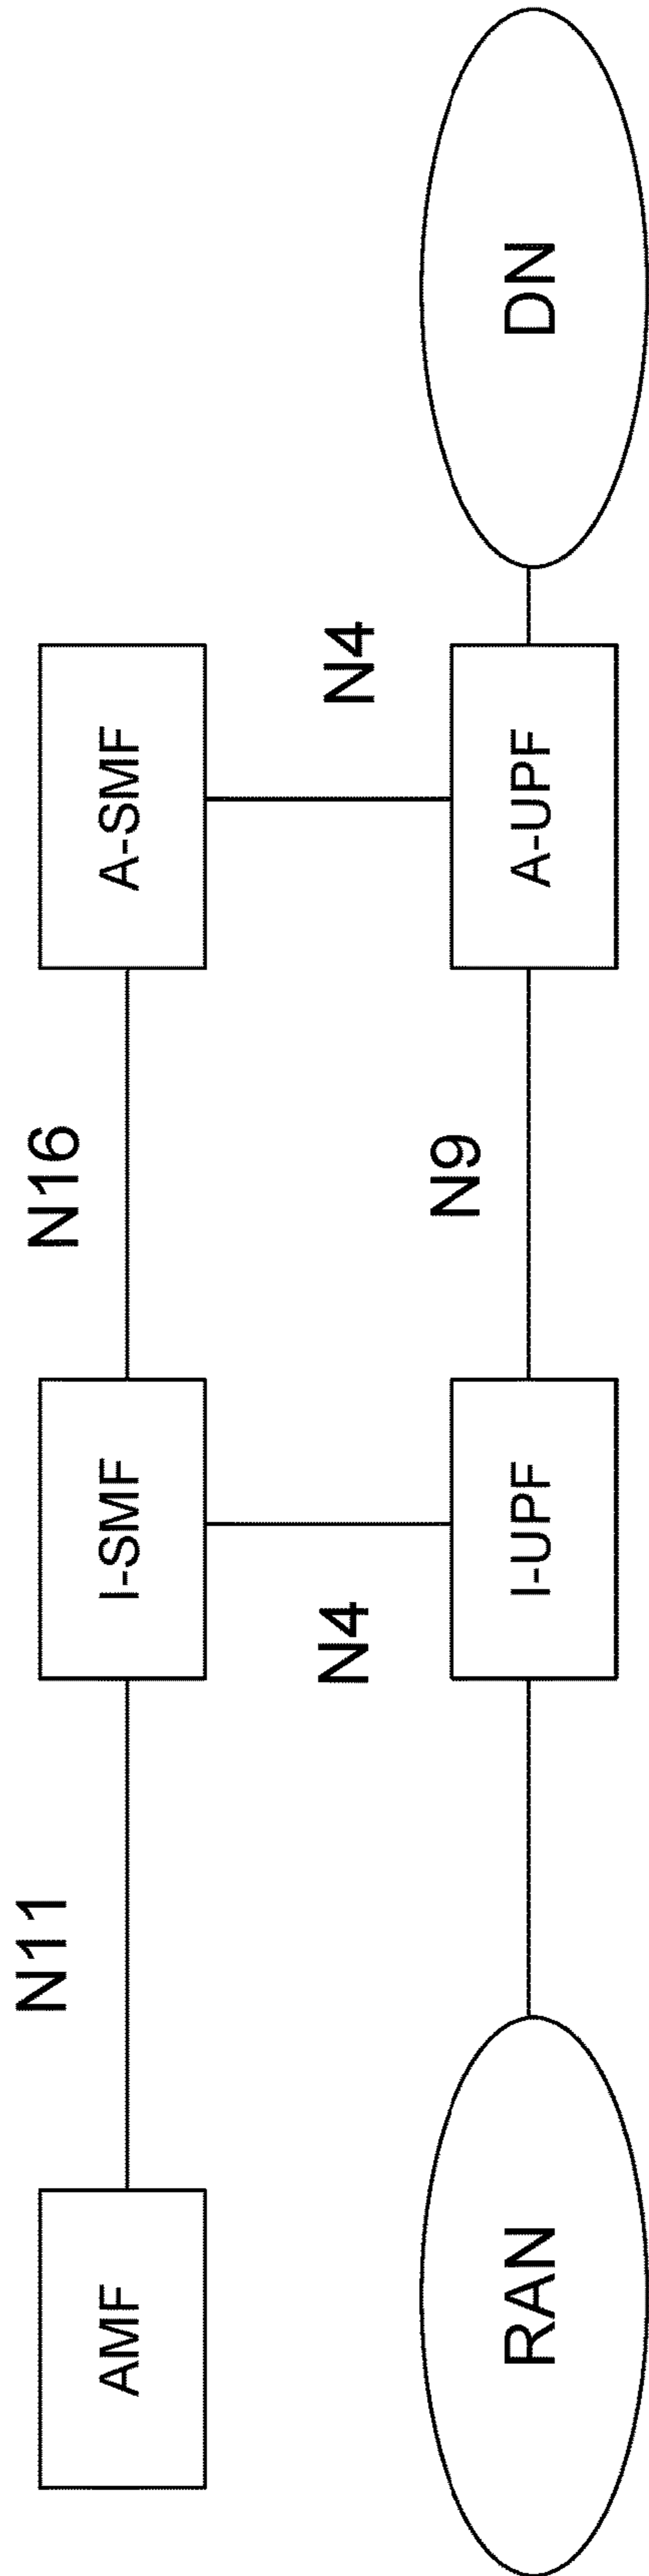 AMF
N11
I-SMF
N16
A-SMF
N4
N4
RAN
I-UPF
N9
A-UPF
DN